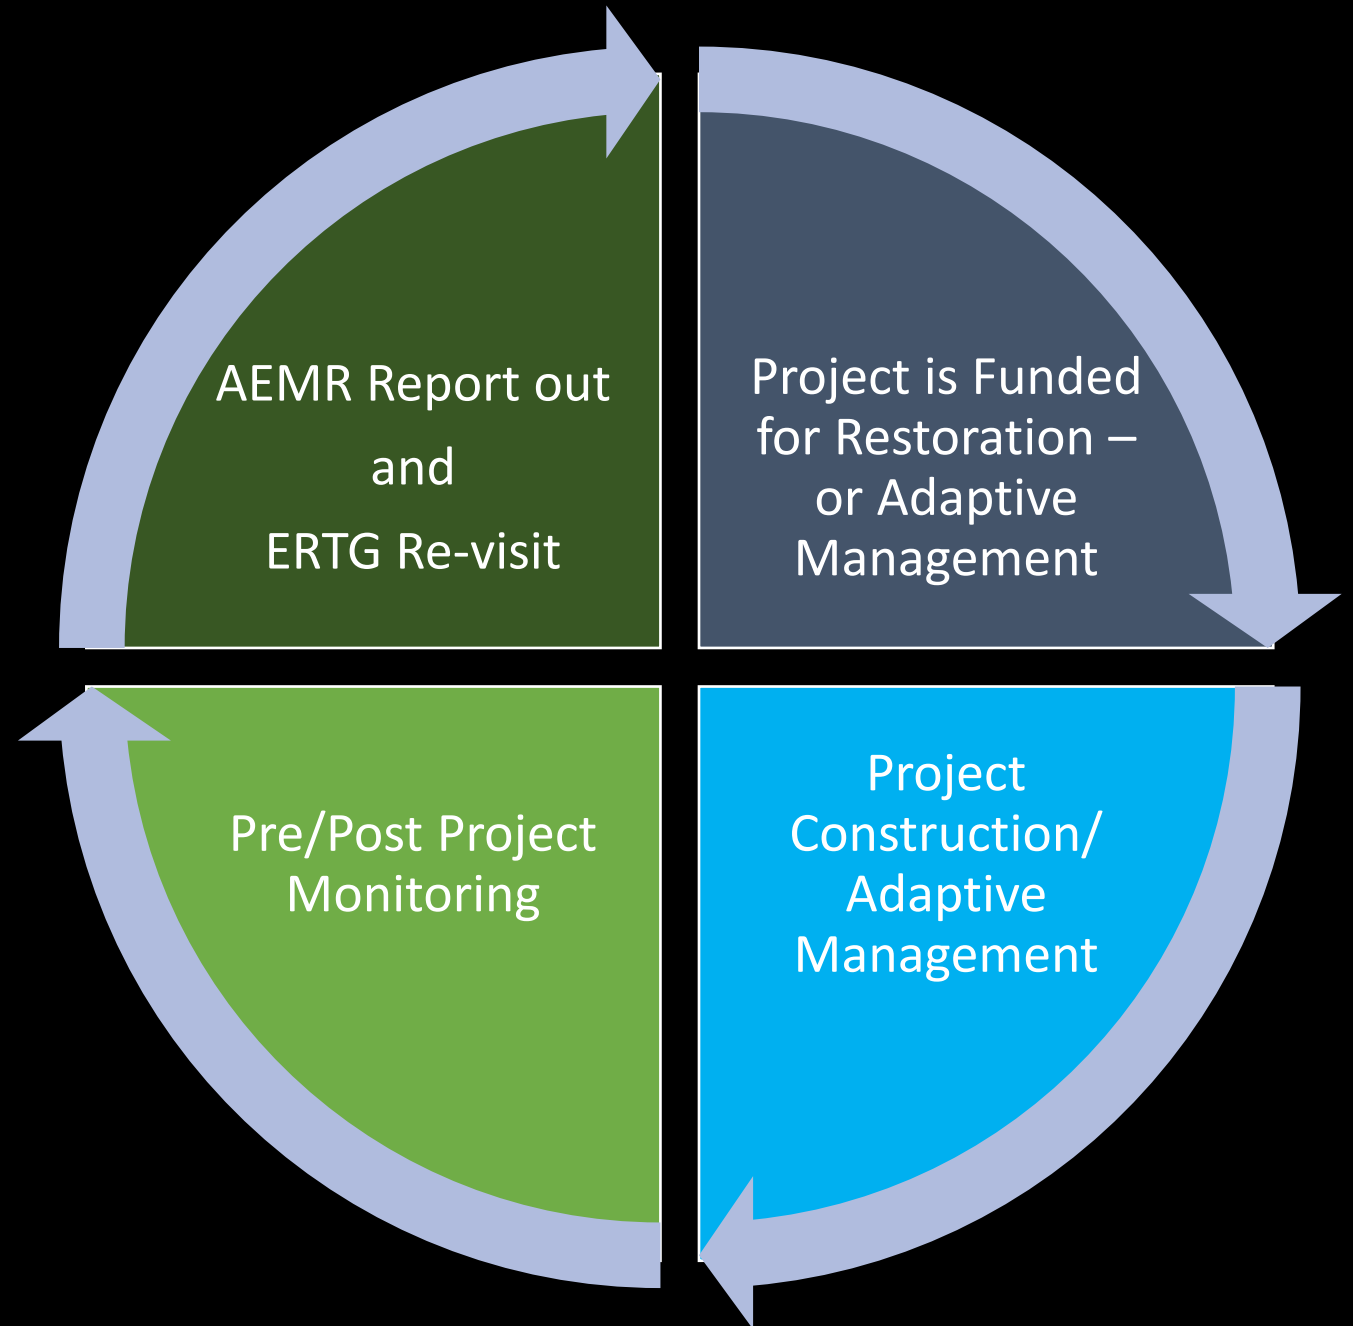 AEMR Report out
and
ERTG Re-visit
Project is Funded
for Restoration –
or Adaptive
Management
Pre/Post Project
Monitoring
Project
Construction/
Adaptive
Management